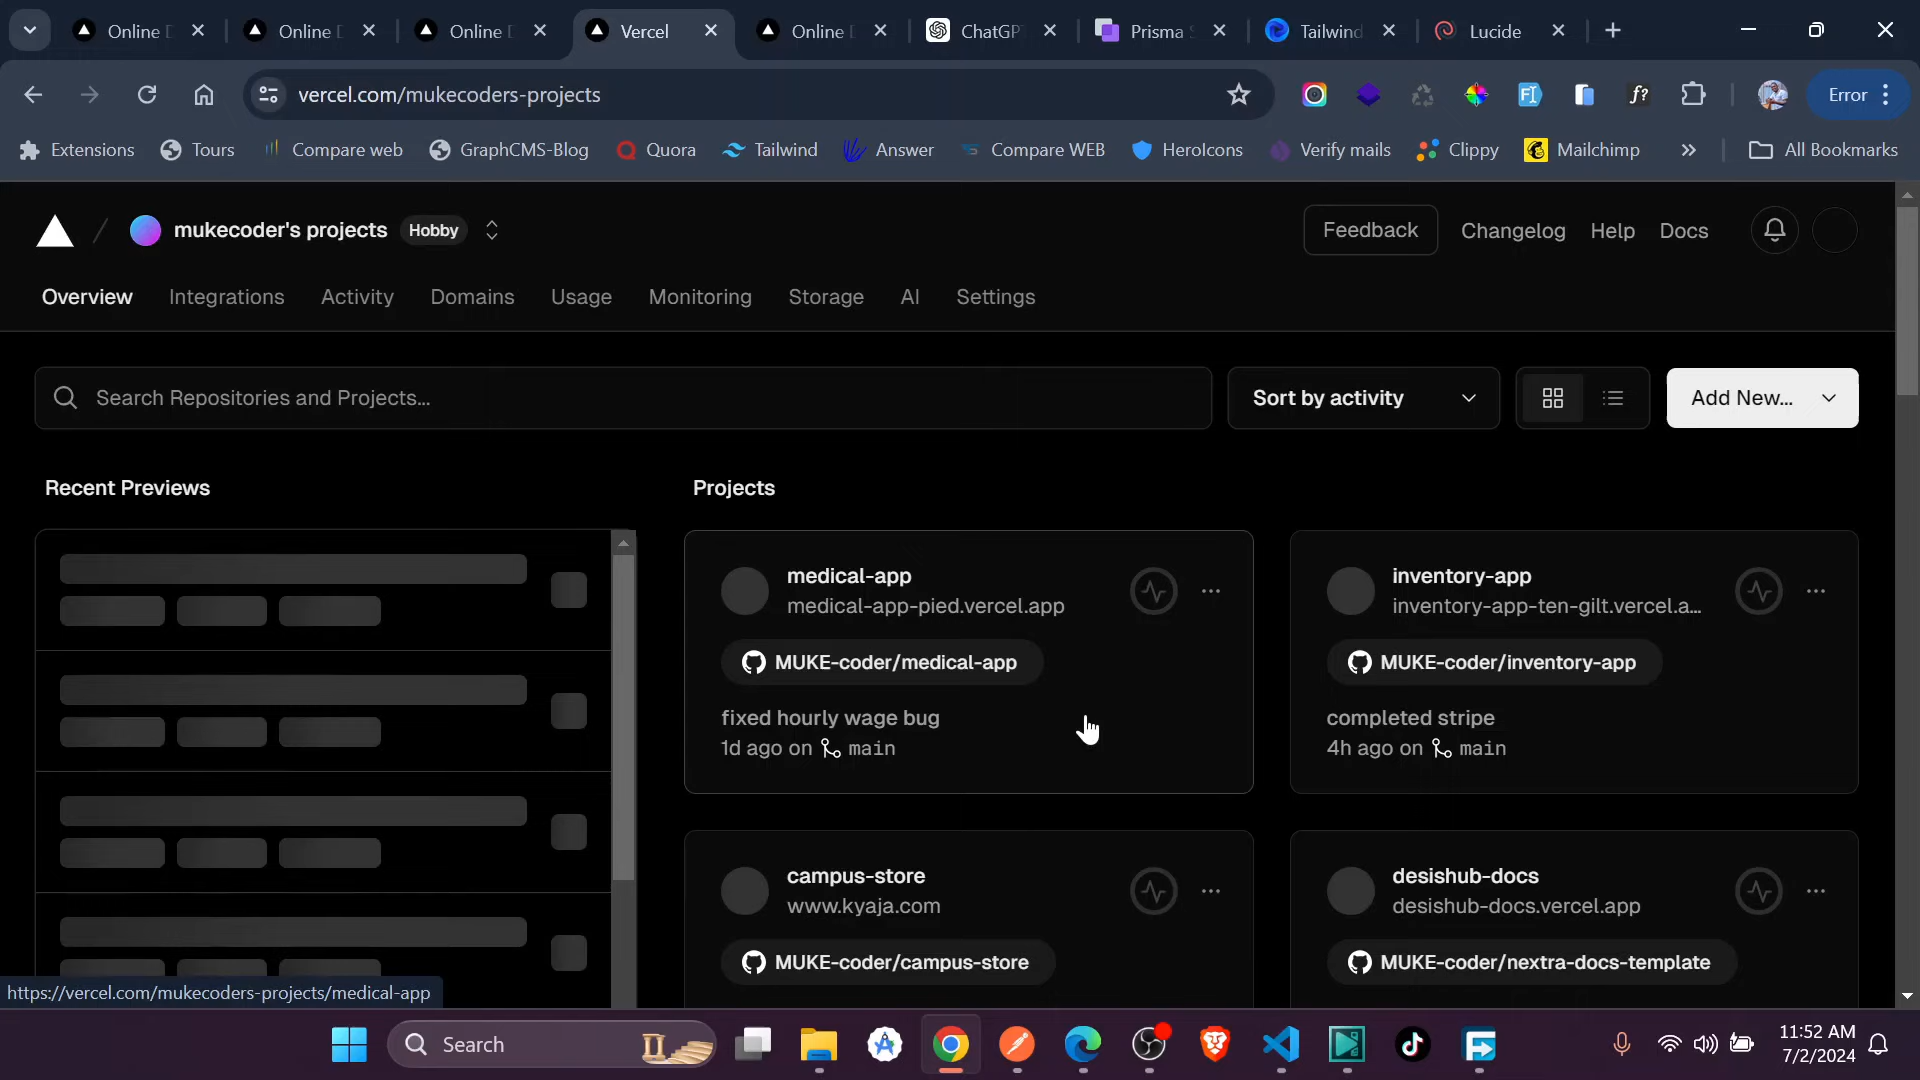 Online
Online
Online
Vercel
Online
ChatGP
Prisma
Tailwind
Lucide
vercel.com/mukecoders-projects
Error
Extensions
Tours
Compare web
GraphCMS-Blog
Quora
Tailwind
Answer
Compare WEB
HeroIcons
Verify mails
Clippy
Mailchimp
All Bookmarks
mukecoder's projects
Hobby
Feedback
Changelog
Help
Docs
Overview
Integrations
Activity
Domains
Usage
Monitoring
Storage
AI
Settings
Search Repositories and Projects...
Sort by activity
Add New...
Recent Previews
Projects
medical-app
medical-app-pied.vercel.app
MUKE-coder/medical-app
fixed hourly wage bug
1d ago on main
inventory-app
inventory-app-ten-gilt.vercel.a...
MUKE-coder/inventory-app
completed stripe
4h ago on main
campus-store
www.kyaja.com
MUKE-coder/campus-store
desishub-docs
desishub-docs.vercel.app
MUKE-coder/nextra-docs-template
https://vercel.com/mukecoders-projects/medical-app
Search
11:52 AM
7/2/2024